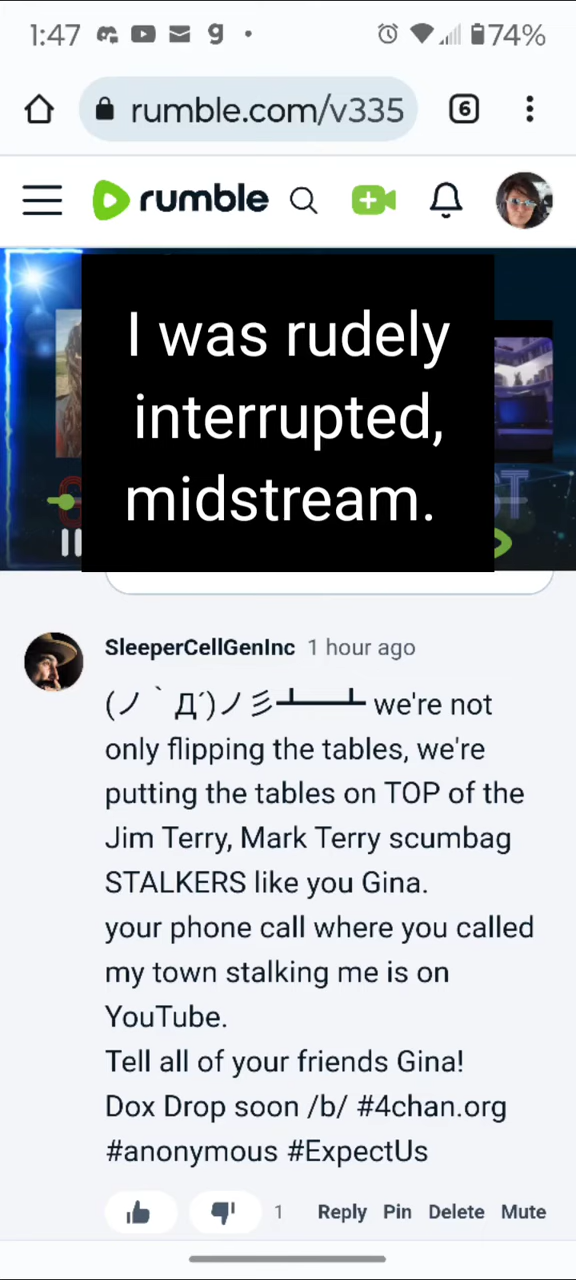 1:47 g • 74%
rumble.com/v335 6
rumble
I was rudely
interrupted,
midstream.
SleeperCellGenInc 1 hour ago
(ノ｀Д´)ノ彡┻━┻ we're not
only flipping the tables, we're
putting the tables on TOP of the
Jim Terry, Mark Terry scumbag
STALKERS like you Gina.
your phone call where you called
my town stalking me is on
YouTube.
Tell all of your friends Gina!
Dox Drop soon /b/ #4chan.org
#anonymous #ExpectUs
1 Reply Pin Delete Mute